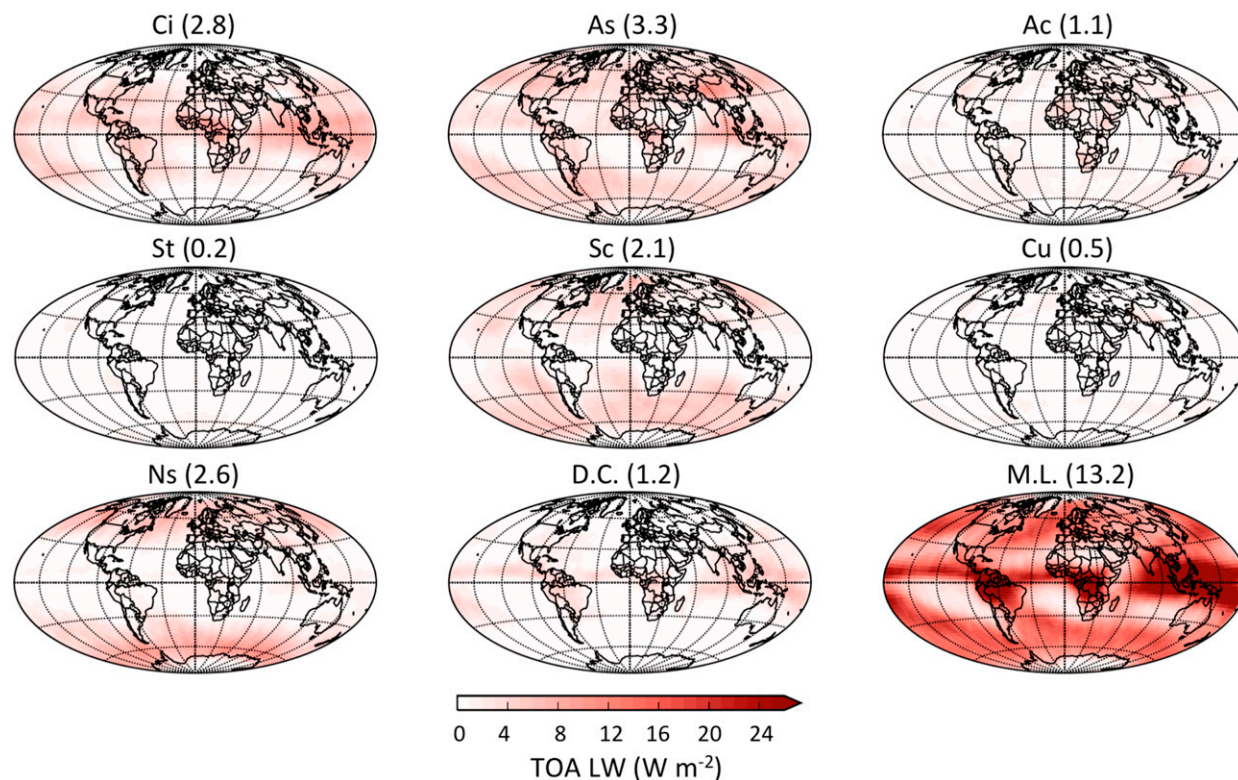 Ci (2.8) As (3.3) Ac (1.1)
St (0.2) Sc (2.1) Cu (0.5)
Ns (2.6) D.C. (1.2) M.L. (13.2)
0 4 8 12 16 20 24
TOA LW (W m⁻²)